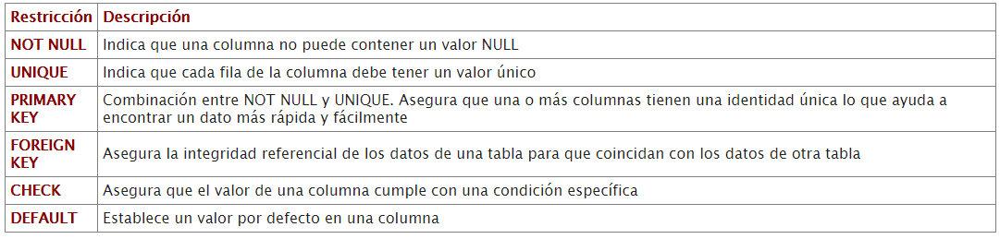 Restricción Descripción
NOT NULL Indica que una columna no puede contener un valor NULL
UNIQUE Indica que cada fila de la columna debe tener un valor único
PRIMARY KEY Combinación entre NOT NULL y UNIQUE. Asegura que una o más columnas tienen una identidad única lo que ayuda a
encontrar un dato más rápida y fácilmente
FOREIGN KEY Asegura la integridad referencial de los datos de una tabla para que coincidan con los datos de otra tabla
CHECK Asegura que el valor de una columna cumple con una condición específica
DEFAULT Establece un valor por defecto en una columna